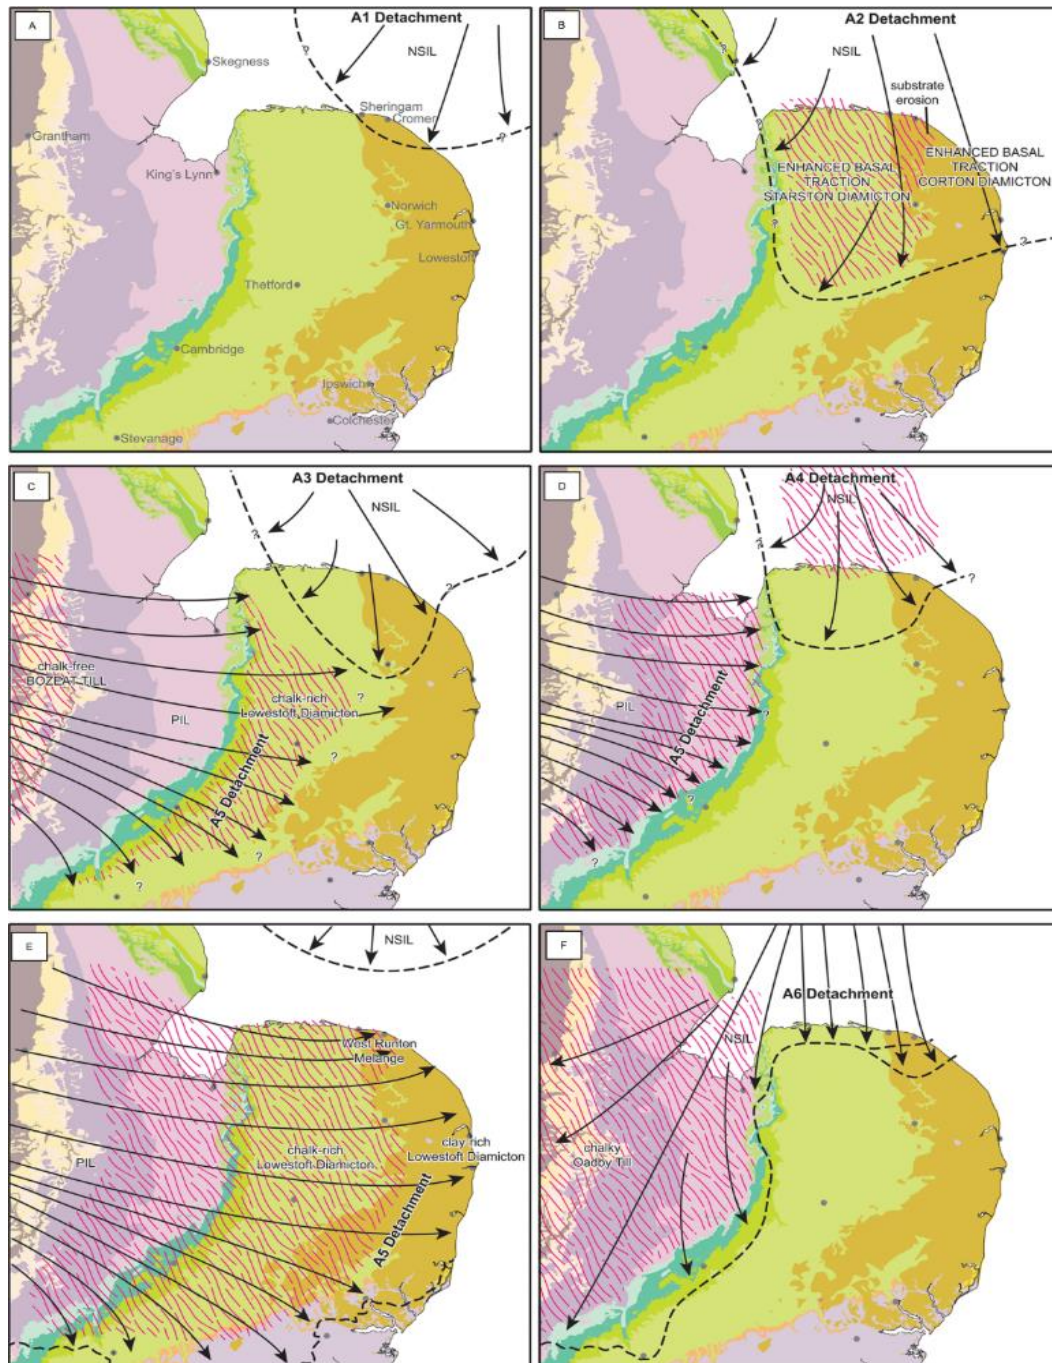 A
A1 Detachment
NSIL
?
?
Skegness
Sheringam
Cromer
Grantham
King's Lynn
Norwich
Gt. Yarmouth
Lowestoft
Thetford
Cambridge
Ipswich
Colchester
Stevanage
B
A2 Detachment
?
NSIL
substrate
erosion
?
ENHANCED BASAL
TRACTION
STARSTON DIAMICTON
ENHANCED BASAL
TRACTION
CORTON DIAMICTON
?
?
C
A3 Detachment
NSIL
?
?
chalk-free
BOZEAT TILL
PIL
chalk-rich
Lowestoft Diamicton
?
?
A5 Detachment
?
?
D
A4 Detachment
NSIL
?
?
PIL
A5 Detachment
?
?
?
E
NSIL
West Runton
Melange
PIL
chalk-rich
Lowestoft Diamicton
clay-rich
Lowestoft Diamicton
A5 Detachment
F
A6 Detachment
NSIL
chalky
Oadby Till